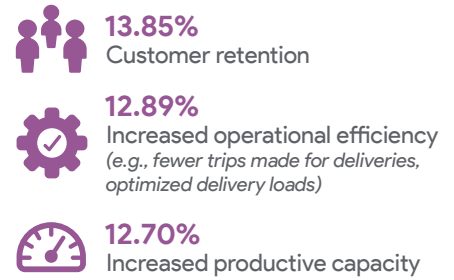 13.85%
Customer retention
12.89%
Increased operational efficiency
(e.g., fewer trips made for deliveries,
optimized delivery loads)
12.70%
Increased productive capacity